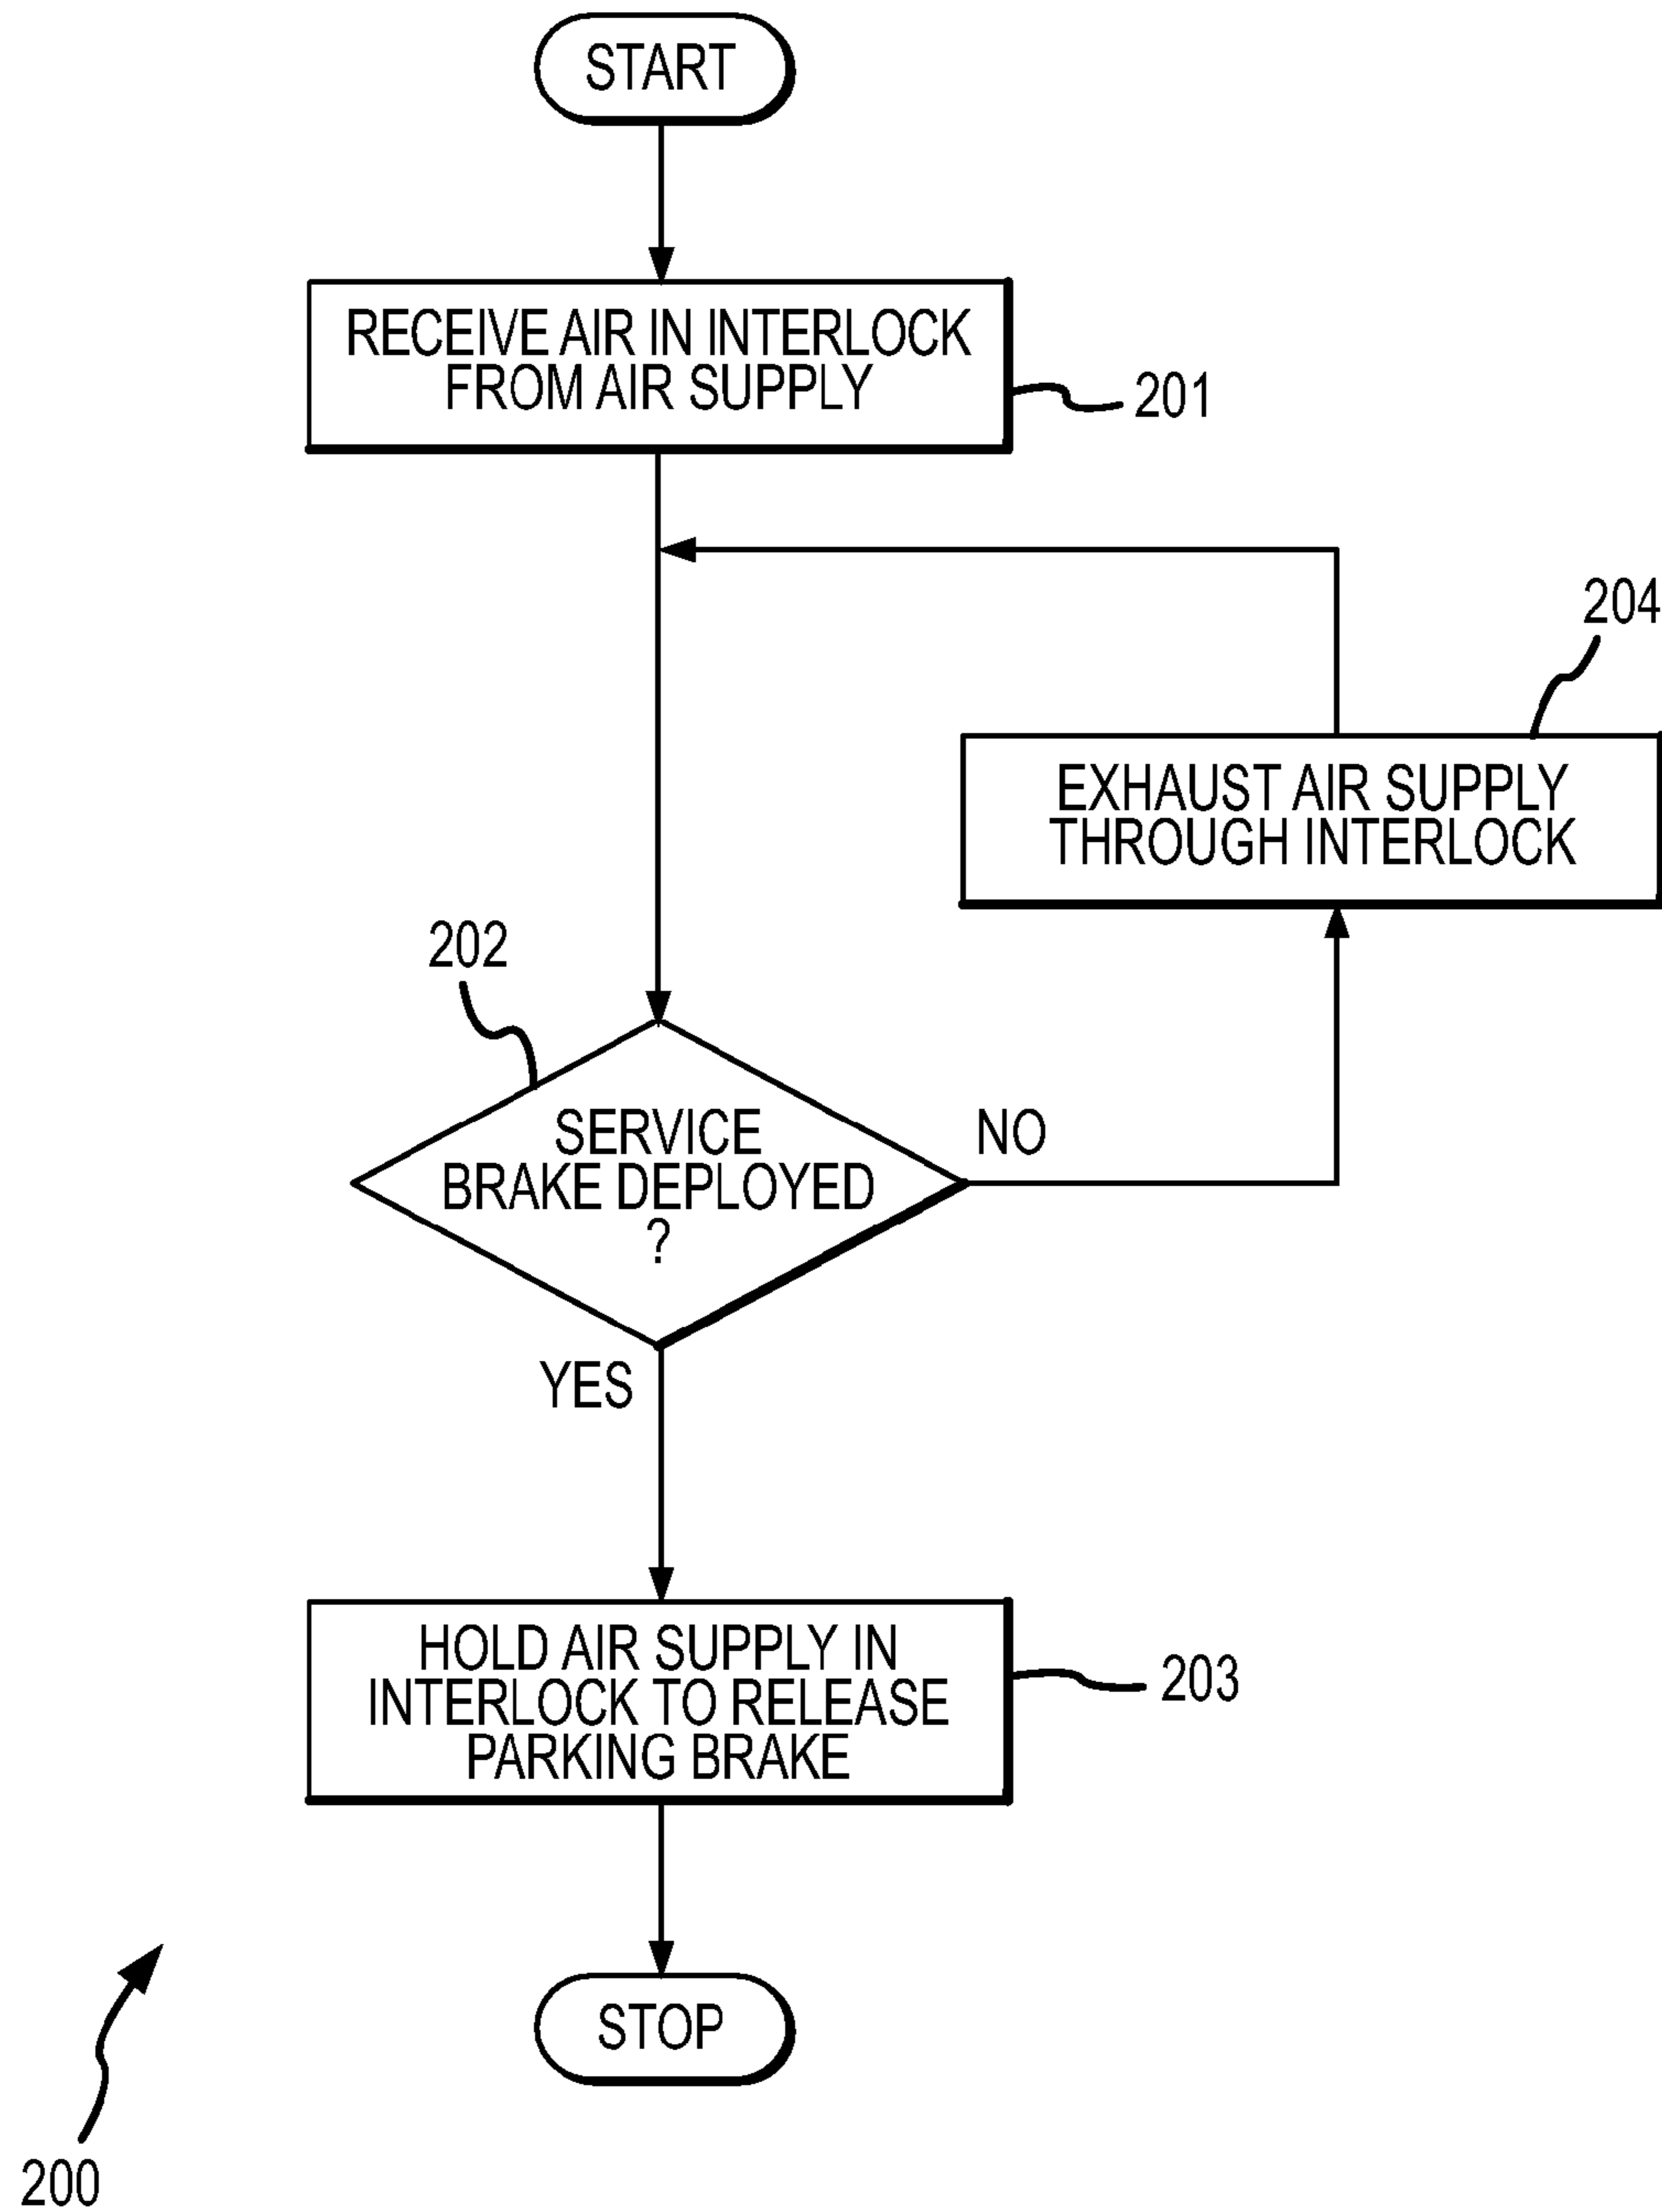 START
RECEIVE AIR IN INTERLOCK
FROM AIR SUPPLY
201
204
EXHAUST AIR SUPPLY
THROUGH INTERLOCK
202
SERVICE
BRAKE DEPLOYED
?
NO
YES
HOLD AIR SUPPLY IN
INTERLOCK TO RELEASE
PARKING BRAKE
203
STOP
200